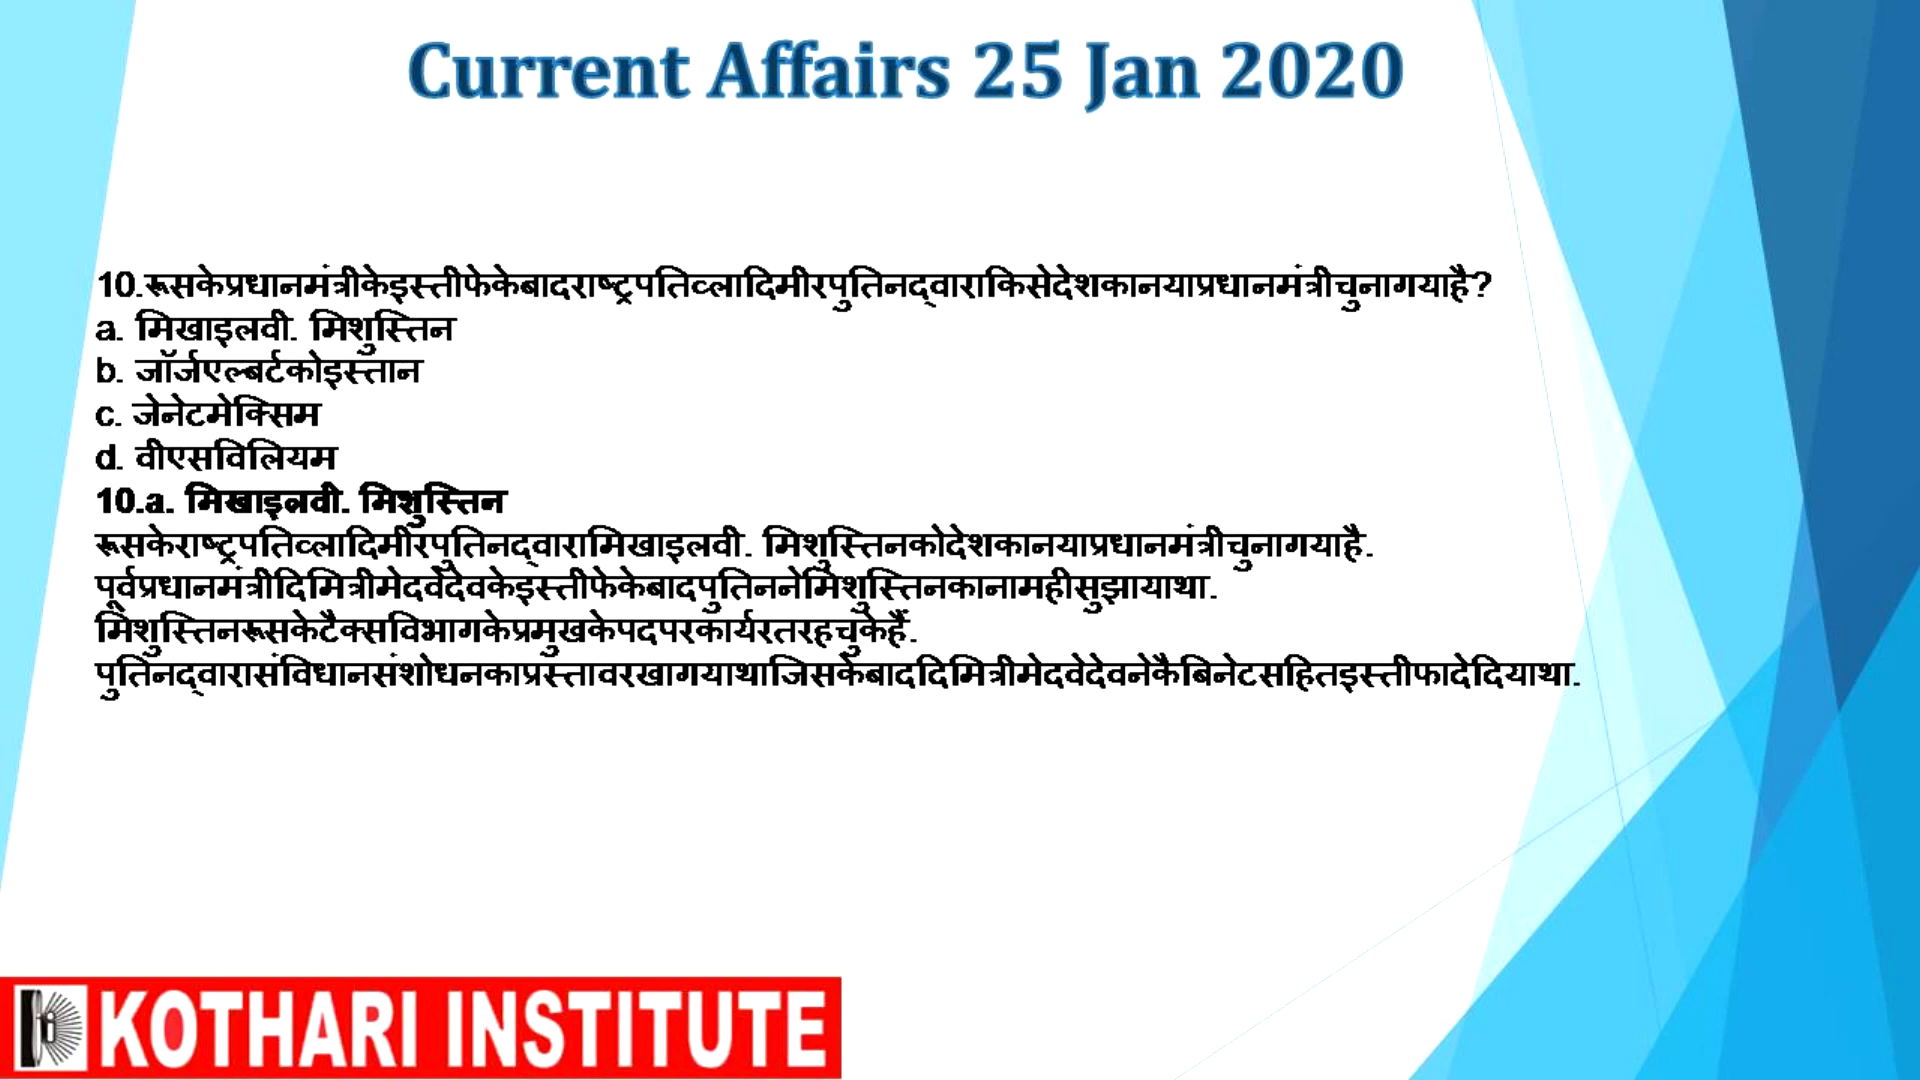 Current Affairs 25 Jan 2020
10.रूसकेप्रधानमंत्रीकेइस्तीफेकेबादराष्ट्रपतिव्लादिमीरपुतिनद्वाराकिसेदेशकानयाप्रधानमंत्रीचुनागयाहै?
a. मिखाइलवी. मिशुस्तिन
b. जॉर्जएल्बर्टकोइस्तान
c. जेनेटमेक्सिम
d. वीएसविलियम
10.a. मिखाइलवी. मिशुस्तिन
रूसकेराष्ट्रपतिव्लादिमीरपुतिनद्वारामिखाइलवी. मिशुस्तिनकोदेशकानयाप्रधानमंत्रीचुनागयाहै.
पूर्वप्रधानमंत्रीदिमित्रीमेदवेदेवकेइस्तीफेकेबादपुतिननेमिशुस्तिनकानामहीसुझायाथा.
मिशुस्तिनरूसकेटैक्सविभागकेप्रमुखकेपदपरकार्यरतरहचुकेहैं.
पुतिनद्वारासंविधानसंशोधनकाप्रस्तावरखागयाथाजिसकेबाददिमित्रीमेदवेदेवनेकैबिनेटसहितइस्तीफादेदियाथा.
KOTHARI INSTITUTE